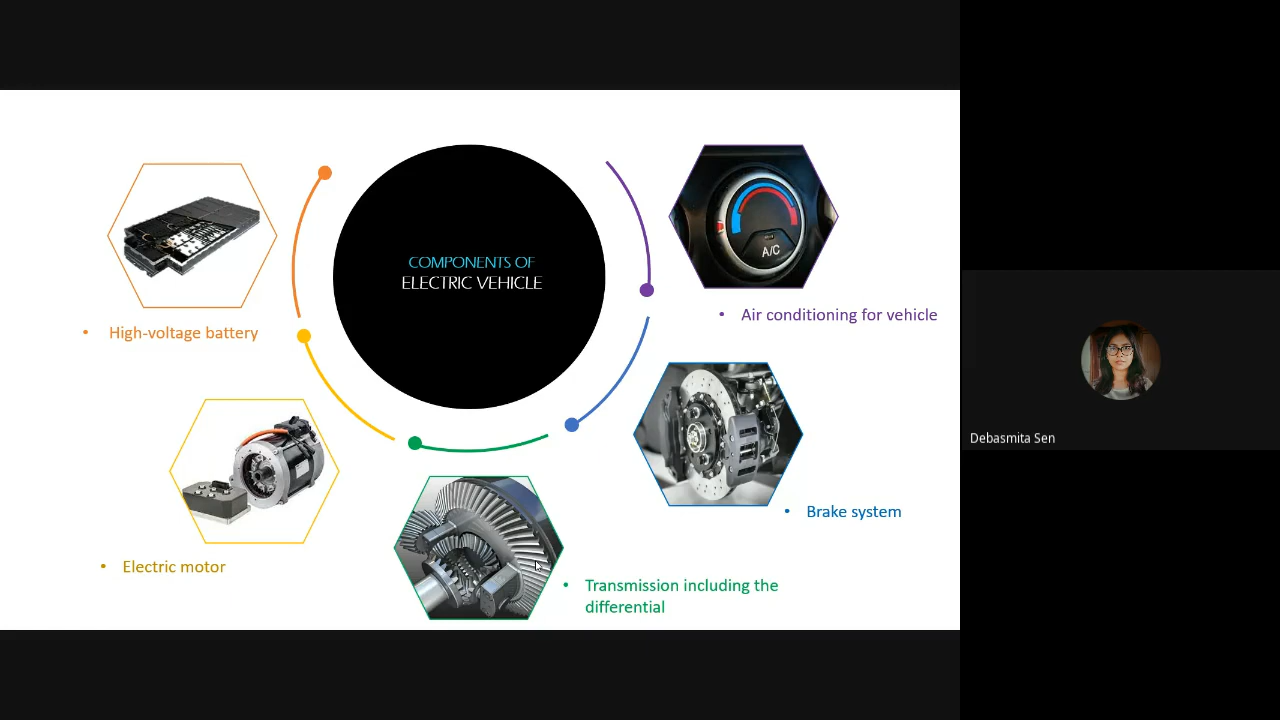 COMPONENTS OF
ELECTRIC VEHICLE
A/C
• High-voltage battery
• Air conditioning for vehicle
• Electric motor
• Brake system
• Transmission including the
differential
Debasmita Sen